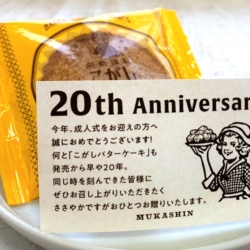 こがし
20th Anniversar
今年、成人式をお迎えの方へ
誠におめでとうございます!
何と「こがしバターケーキ」も
発売から早や20年。
同じ時を刻んできた皆様に
ぜひお召し上がりいただきたく
ささやかですがおひとつお贈りいたします。
MUKASHIN